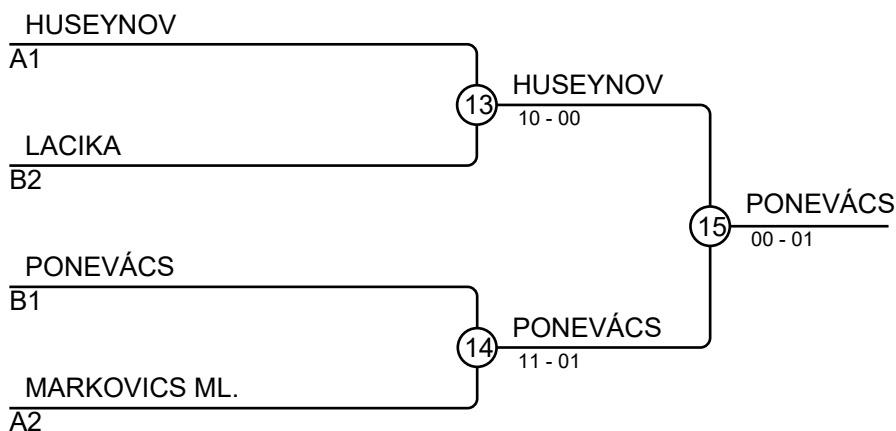 HUSEYNOV
A1
13
HUSEYNOV
10 - 00
LACIKA
B2
15
PONEVÁCS
00 - 01
PONEVÁCS
B1
14
PONEVÁCS
11 - 01
MARKOVICS ML.
A2